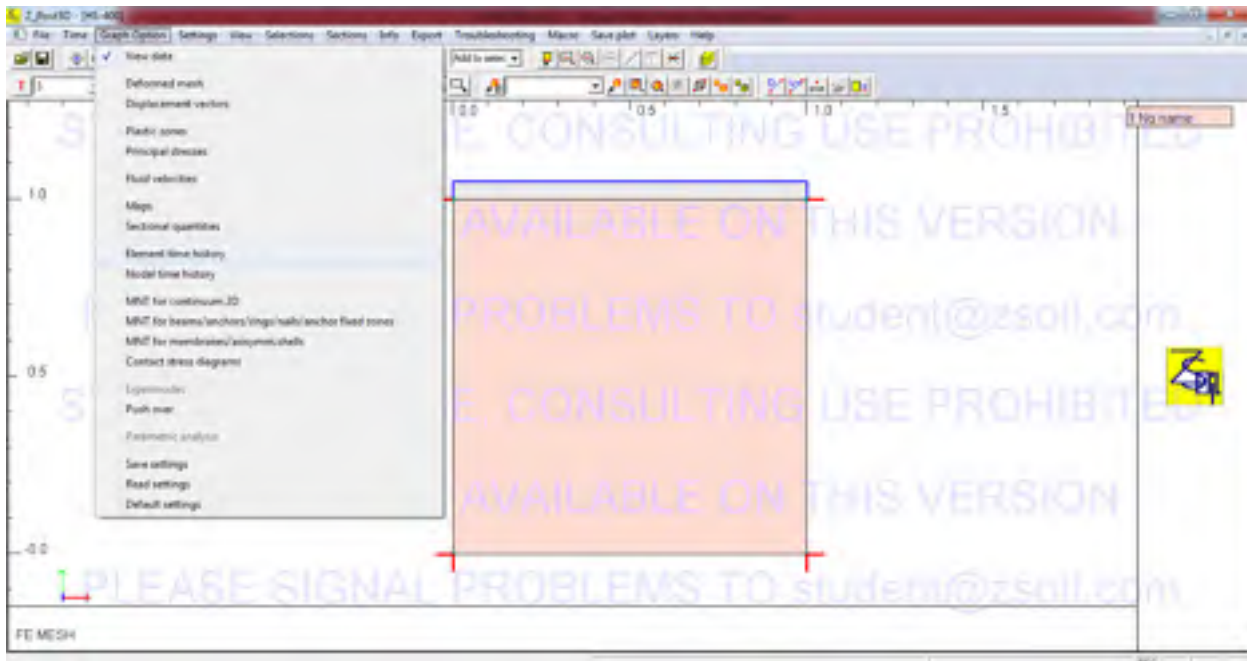 Z_Post3D - [HS-400]
File Time Graph Option Settings View Selections Sections Info Export Troubleshooting Macro Save plot Layers Help
View data
Deformed mesh
Displacement vectors
Plastic zones
Principal stresses
Fluid velocities
Maps
Sectional quantities
Element time history
Nodal time history
MNT for continuum 2D
MNT for beams/anchors/rings/nails/anchor fixed zones
MNT for membranes/axisymm.shells
Contact stress diagrams
Eigenmodes
Push over
Parametric analysis
Save settings
Read settings
Default settings
0.0 0.5 1.0 1.5
1 No name
1.0
0.5
-0.0
CONSULTING USE PROHIBITED
AVAILABLE ON THIS VERSION
PROBLEMS TO student@zsoil.com
CONSULTING USE PROHIBITED
AVAILABLE ON THIS VERSION
PLEASE SIGNAL PROBLEMS TO student@zsoil.com
FE MESH